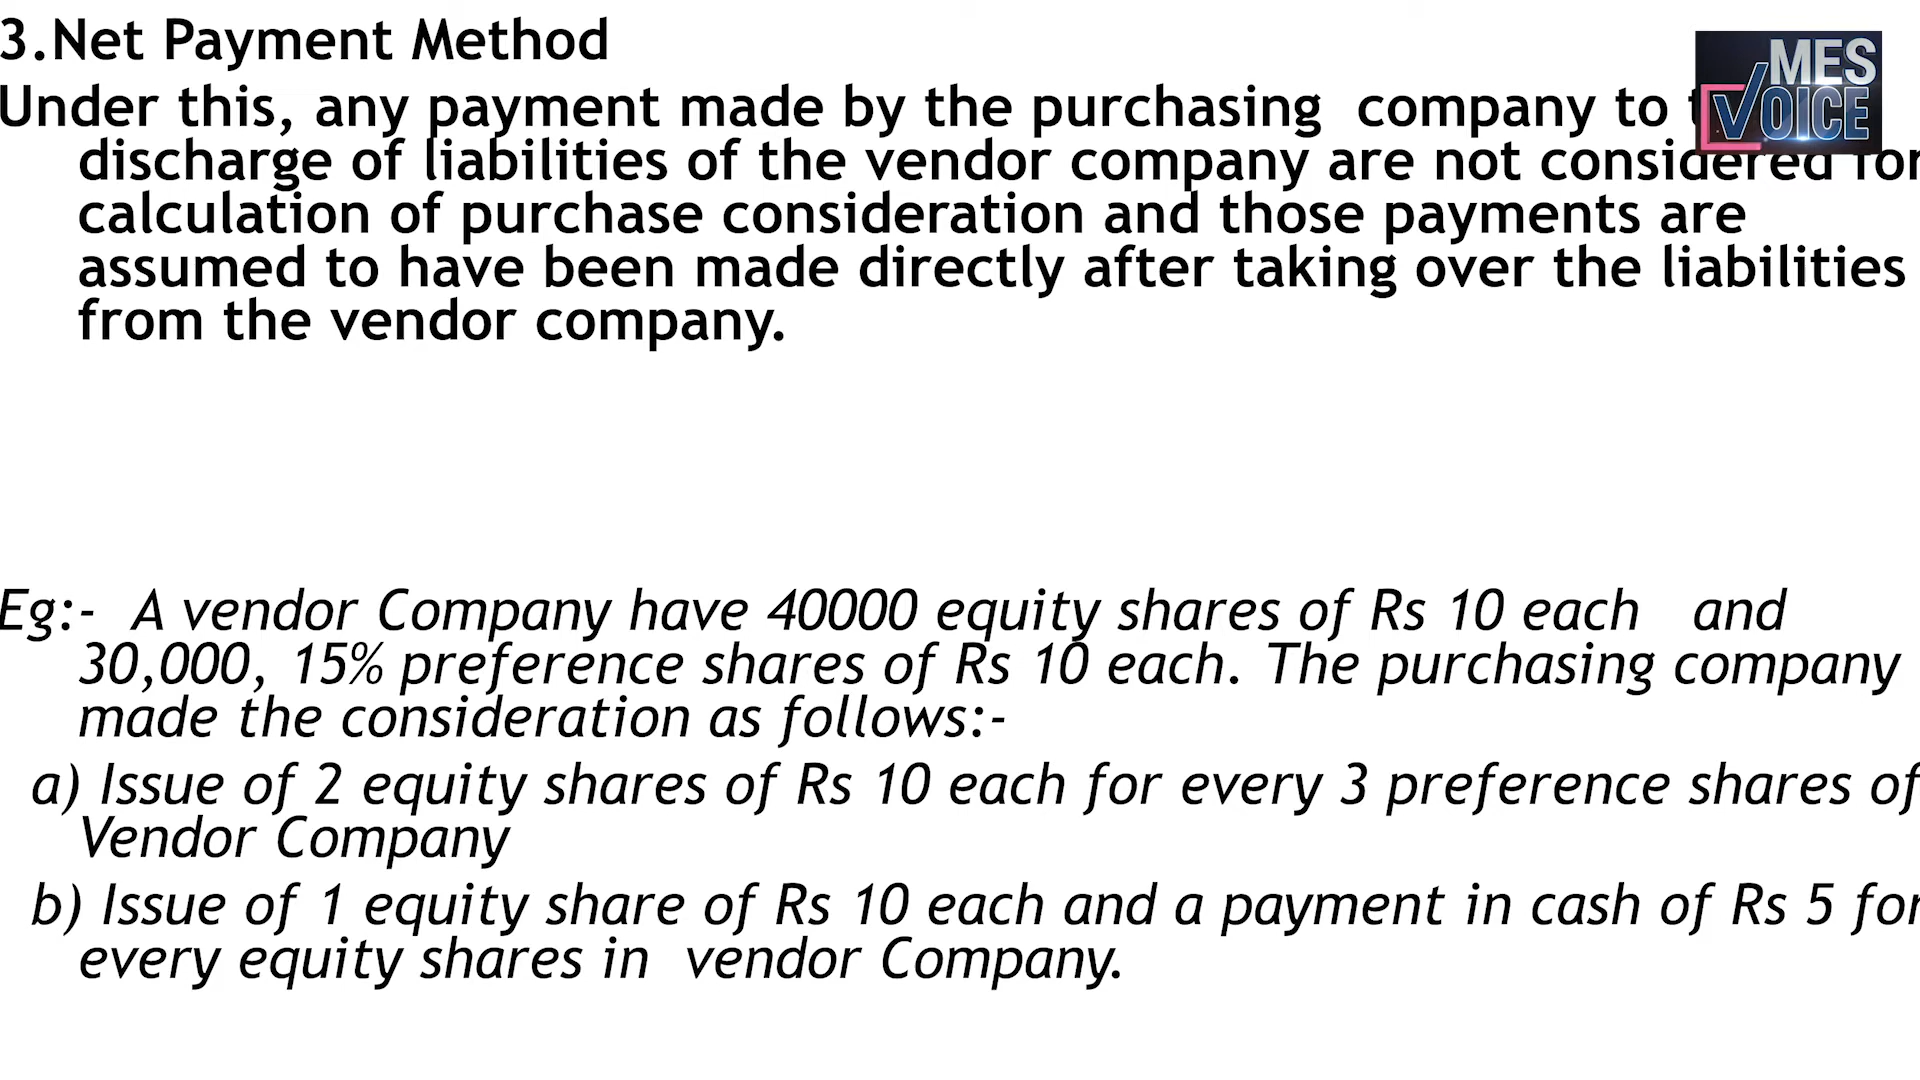 3.Net Payment Method
MES
VOICE
Under this, any payment made by the purchasing company to
discharge of liabilities of the vendor company are not considered for
calculation of purchase consideration and those payments are
assumed to have been made directly after taking over the liabilities
from the vendor company.
Eg:- A vendor Company have 40000 equity shares of Rs 10 each and
30,000, 15% preference shares of Rs 10 each. The purchasing company
made the consideration as follows:-
a) Issue of 2 equity shares of Rs 10 each for every 3 preference shares of
Vendor Company
b) Issue of 1 equity share of Rs 10 each and a payment in cash of Rs 5 for
every equity shares in vendor Company.